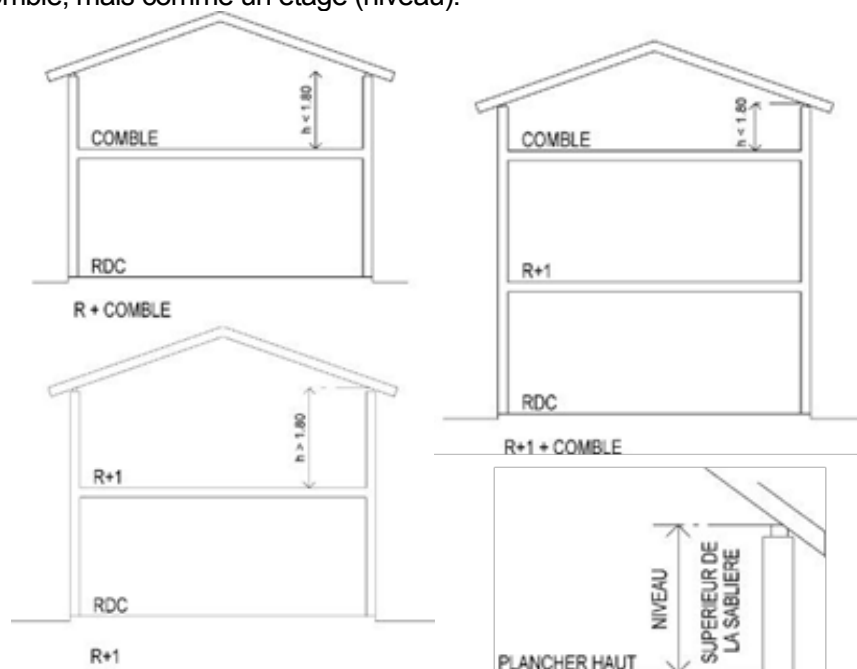 omble, mais comme un étage (niveau).
COMBLE
h < 1.80
RDC
R + COMBLE
COMBLE
h < 1.80
R+1
RDC
R+1 + COMBLE
R+1
h > 1.80
RDC
R+1
NIVEAU
SUPERIEUR DE
LA SABLIERE
PLANCHER HAUT